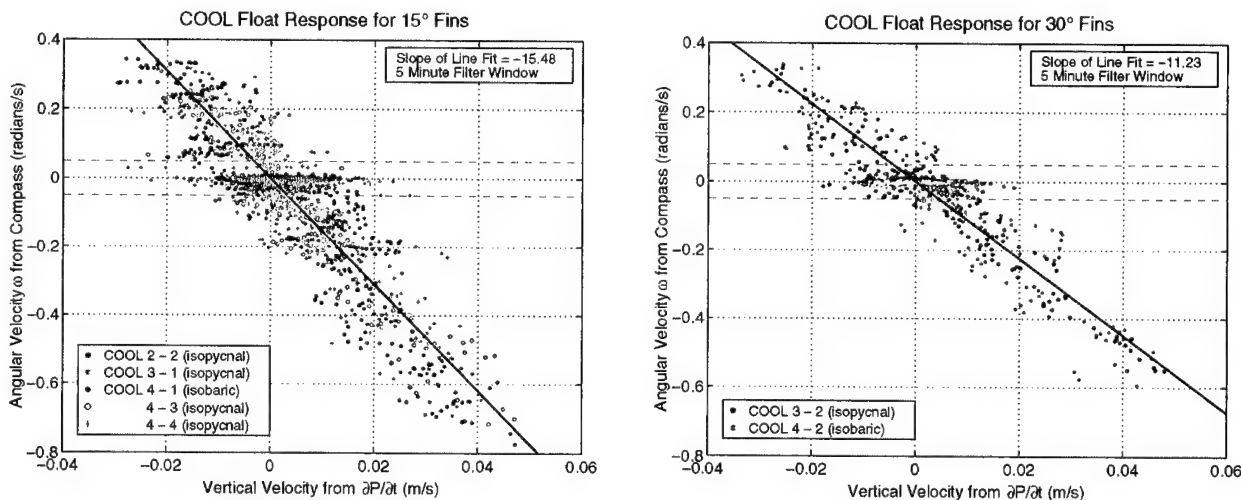 COOL Float Response for 15° Fins
Slope of Line Fit = −15.48
5 Minute Filter Window
Angular Velocity ω from Compass (radians/s)
0.4
0.2
0
−0.2
−0.4
−0.6
−0.8
COOL 2 − 2 (isopycnal)
COOL 3 − 1 (isopycnal)
COOL 4 − 1 (isobaric)
4 − 3 (isopycnal)
4 − 4 (isopycnal)
−0.04
−0.02
0
0.02
0.04
0.06
Vertical Velocity from ∂P/∂t (m/s)
COOL Float Response for 30° Fins
Slope of Line Fit = −11.23
5 Minute Filter Window
Angular Velocity ω from Compass (radians/s)
0.4
0.2
0
−0.2
−0.4
−0.6
−0.8
COOL 3 − 2 (isopycnal)
COOL 4 − 2 (isobaric)
−0.04
−0.02
0
0.02
0.04
0.06
Vertical Velocity from ∂P/∂t (m/s)